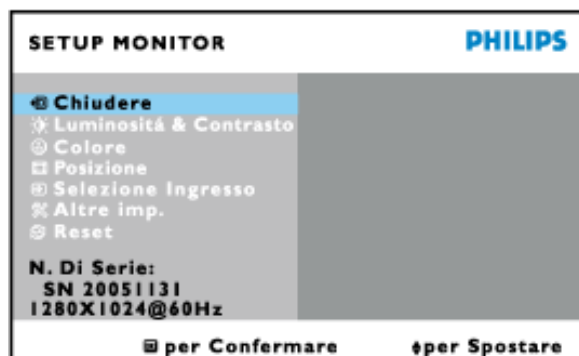 SETUP MONITOR
PHILIPS
Chiudere
Luminositá & Contrasto
Colore
Posizione
Selezione Ingresso
Altre imp.
Reset
N. Di Serie:
SN 20051131
1280X1024@60Hz
per Confermare
per Spostare